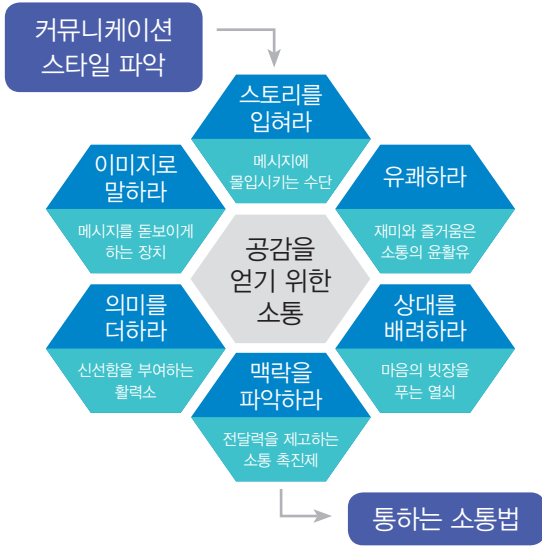 커뮤니케이션
스타일 파악
스토리를
입혀라
메시지에
몰입시키는 수단
유쾌하라
재미와 즐거움은
소통의 윤활유
상대를
배려하라
마음의 빗장을
푸는 열쇠
맥락을
파악하라
전달력을 제고하는
소통 촉진제
의미를
더하라
신선함을 부여하는
활력소
이미지로
말하라
메시지를 돋보이게
하는 장치
공감을
얻기 위한
소통
통하는 소통법